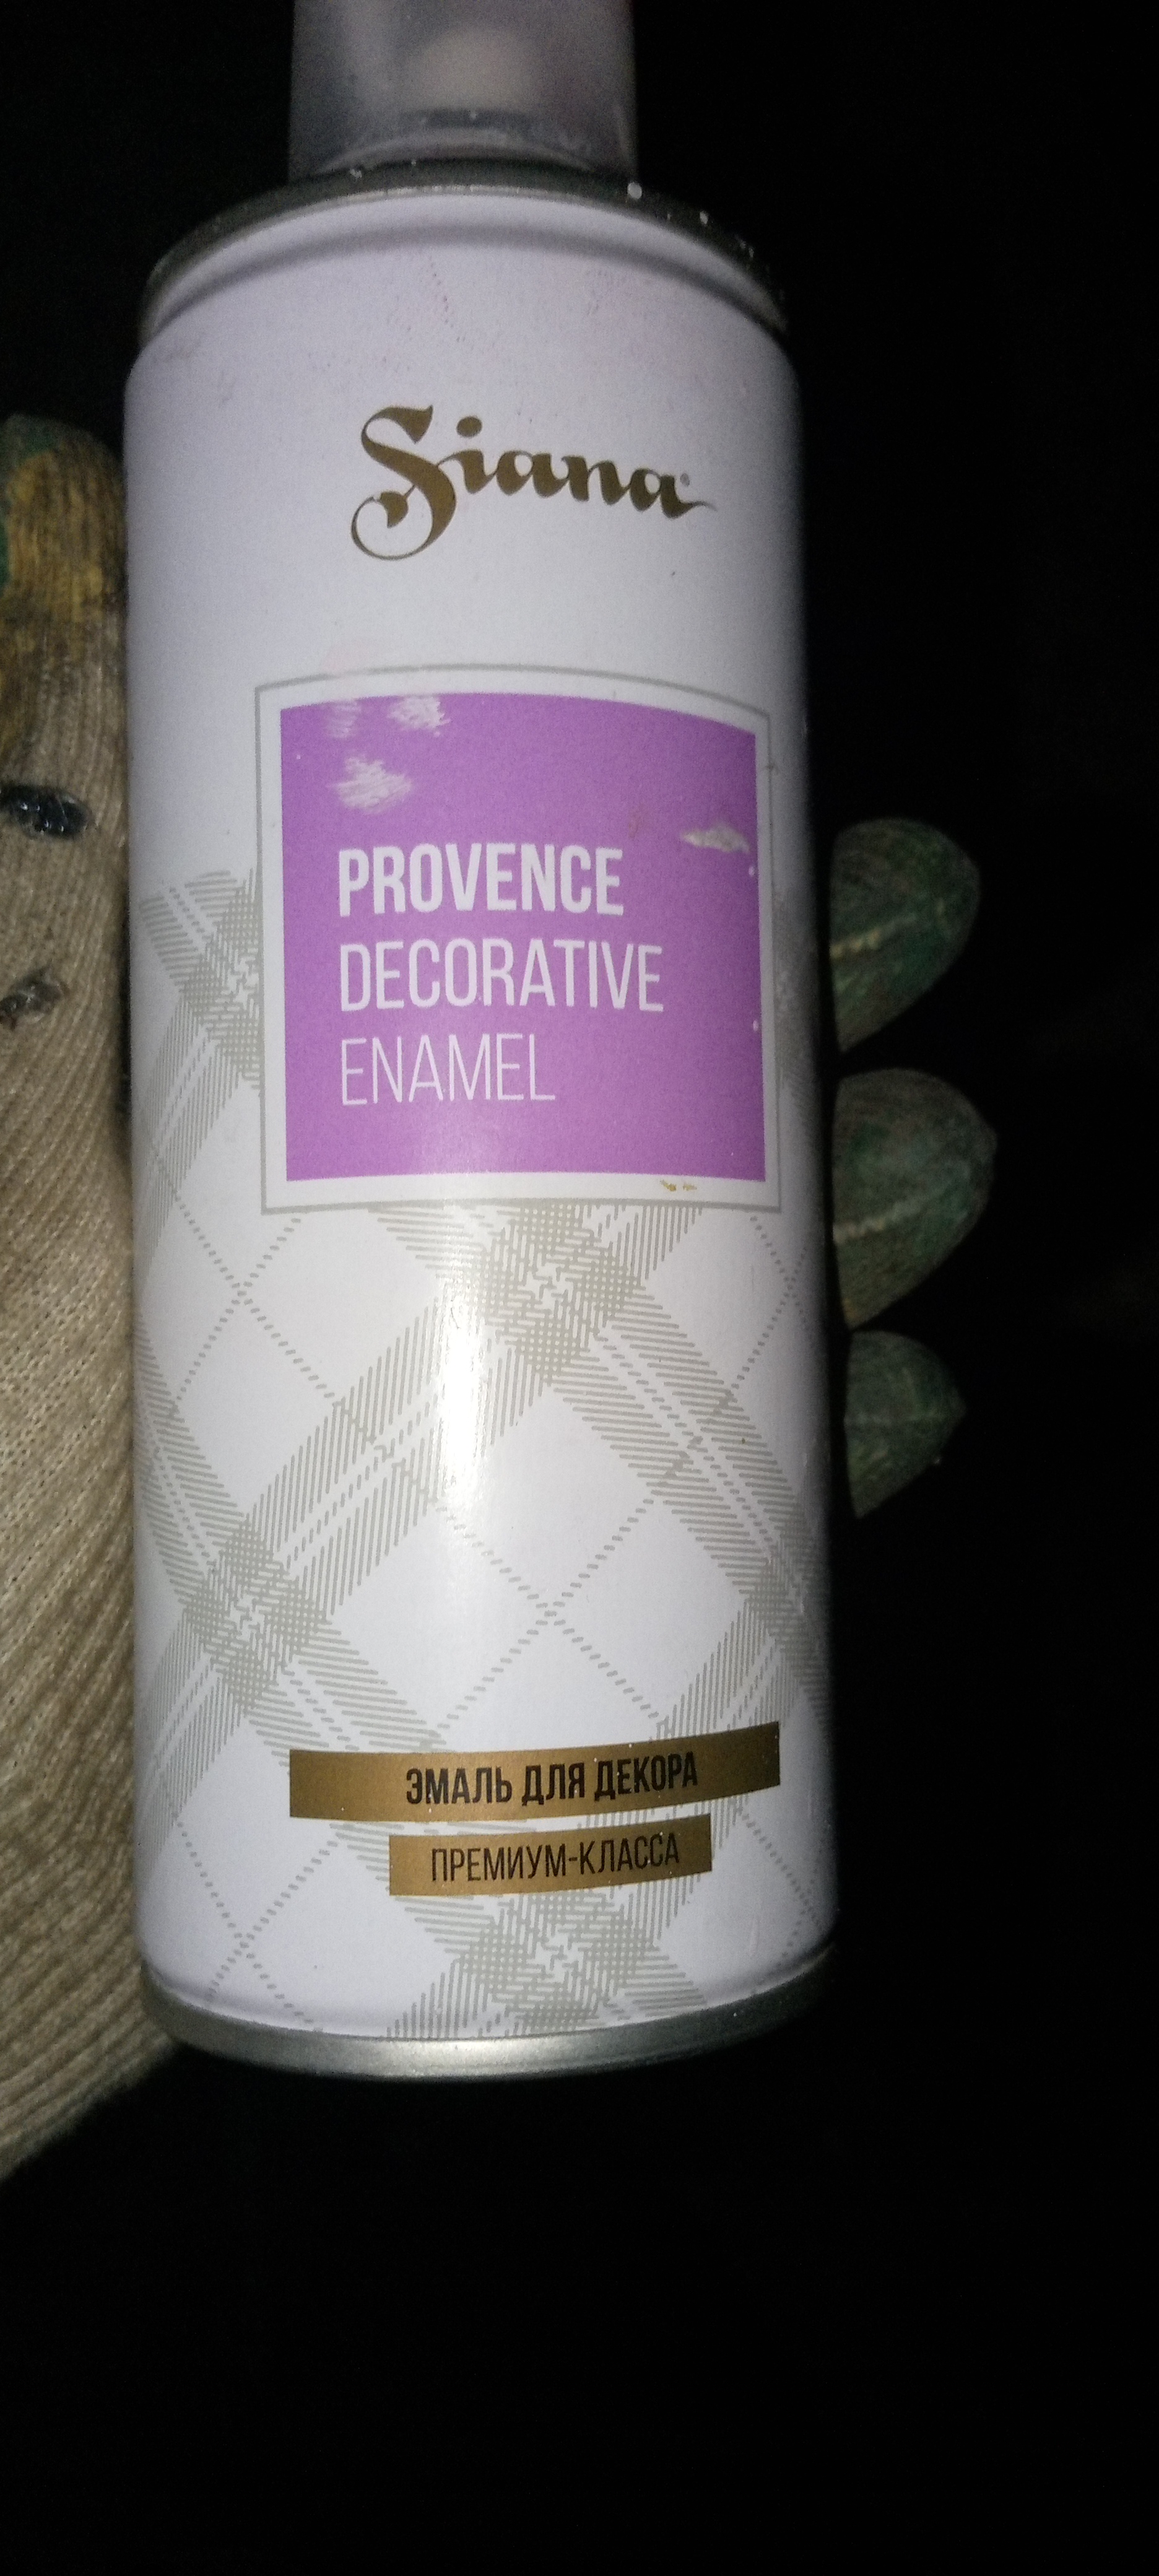 Siana
PROVENCE
DECORATIVE
ENAMEL
ЭМАЛЬ ДЛЯ ДЕКОРА
ПРЕМИУМ-КЛАССА